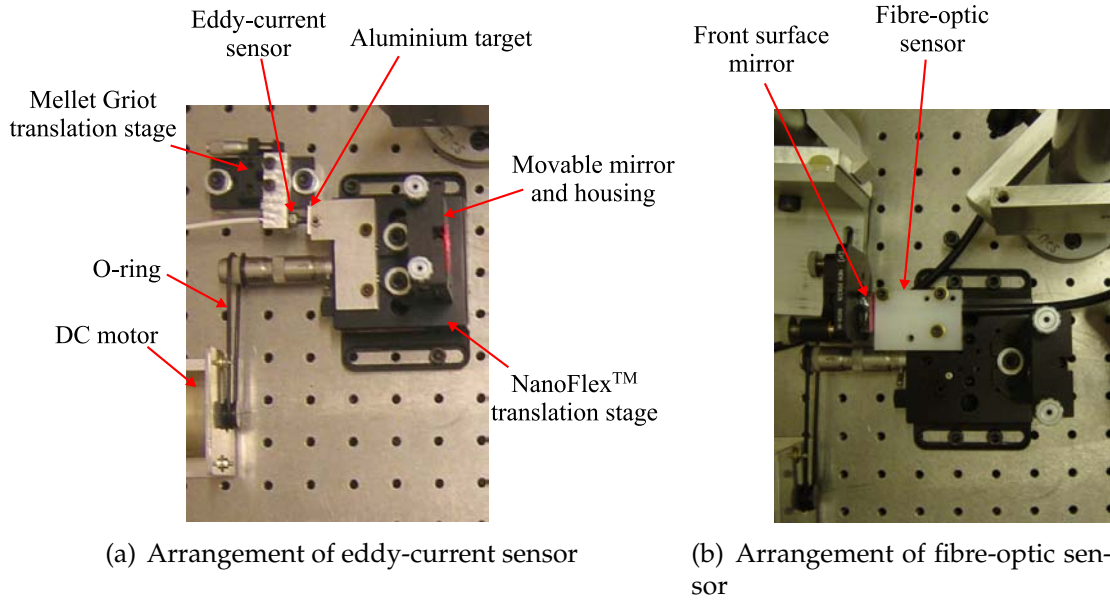 Eddy-current
sensor
Aluminium target
Mellet Griot
translation stage
Movable mirror
and housing
O-ring
DC motor
NanoFlex™
translation stage
(a) Arrangement of eddy-current sensor
Fibre-optic
sensor
Front surface
mirror
(b) Arrangement of fibre-optic sen-
sor